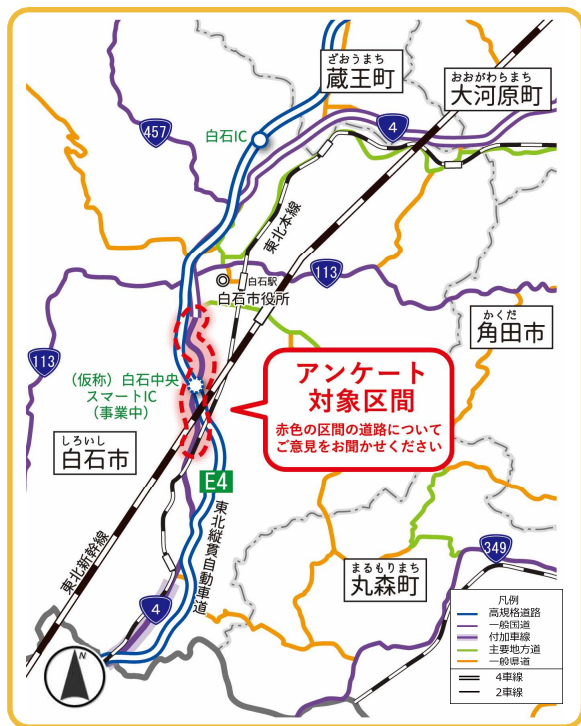 ざおうまち
蔵王町
おおがわらまち
大河原町
457
4
白石IC
東北本線
113
白石駅
白石市役所
かくだ
角田市
113
(仮称)白石中央
スマートIC
(事業中)
アンケート
対象区間
赤色の区間の道路について
ご意見をお聞かせください
しろいし
白石市
E4
東北縦貫自動車道
東北新幹線
まるもりまち
丸森町
349
4
N
凡例
高規格道路
一般国道
付加車線
主要地方道
一般県道
4車線
2車線